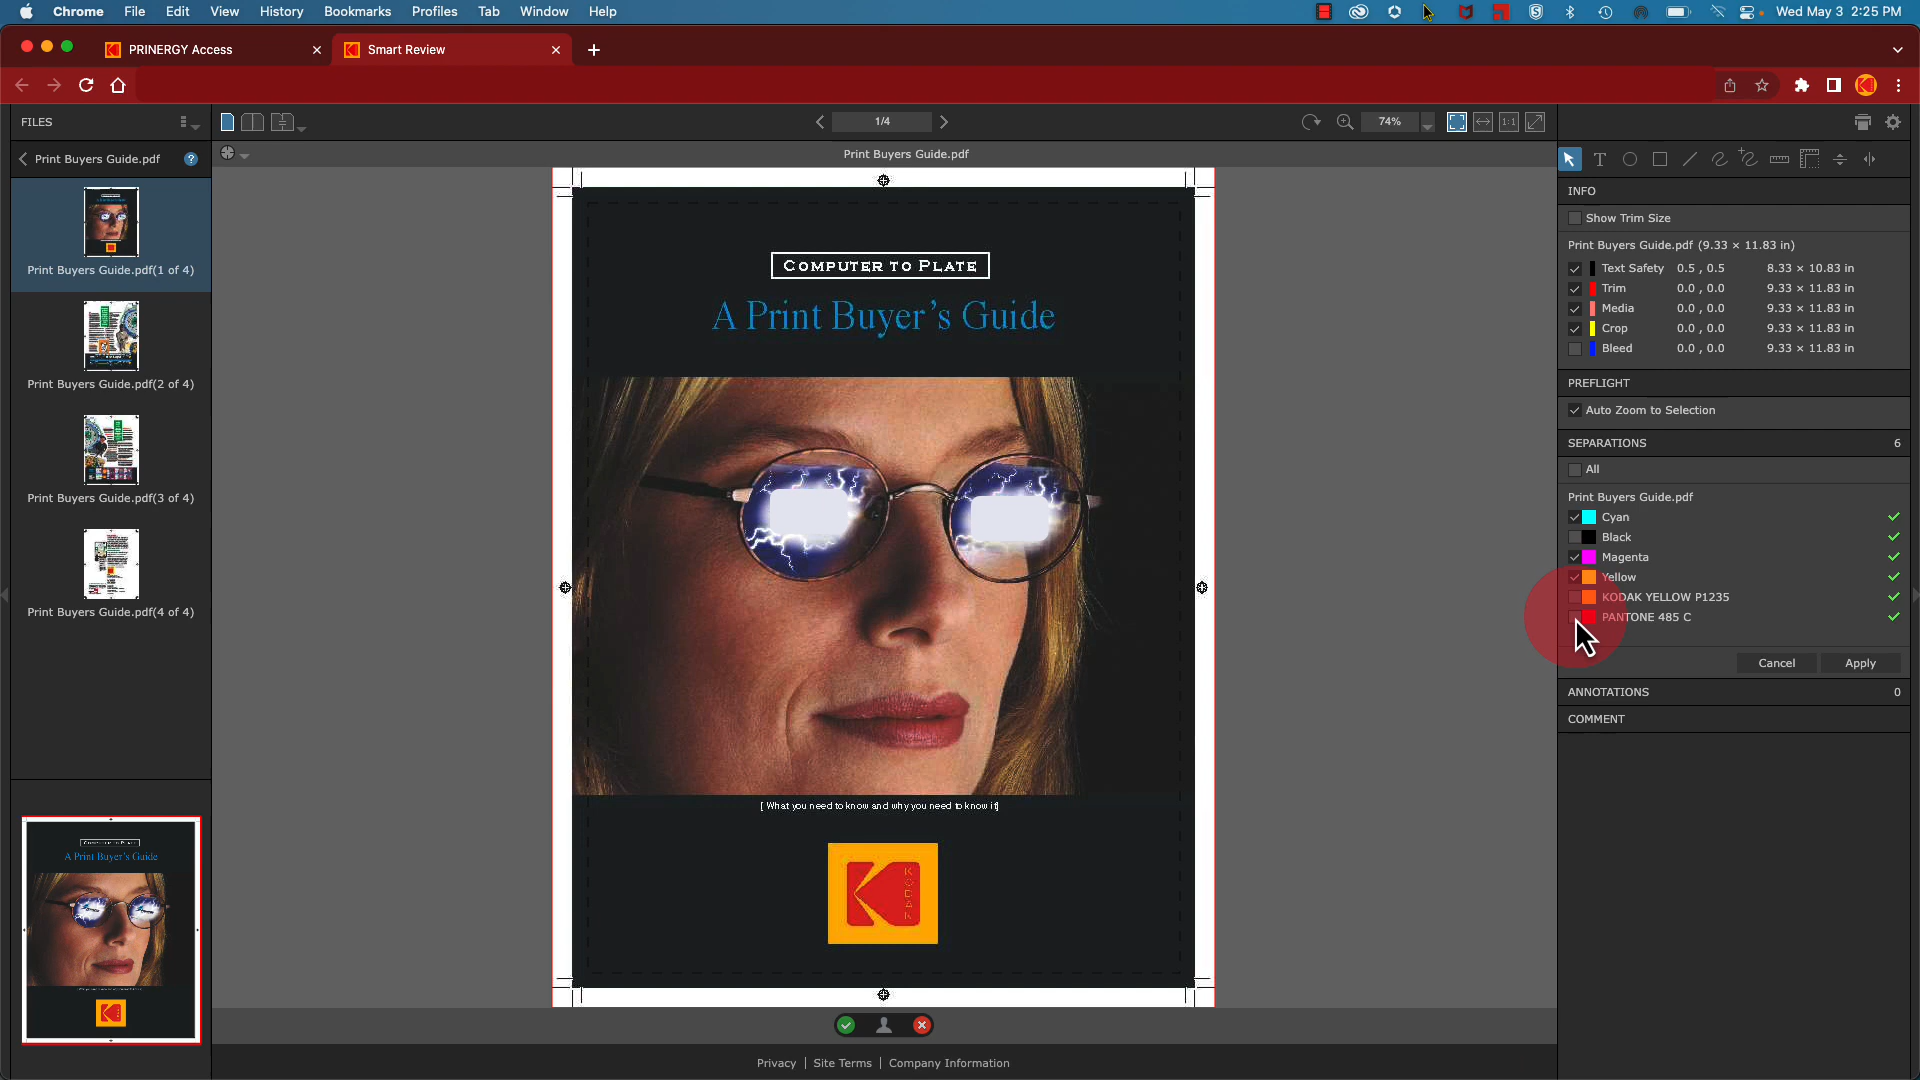 Chrome File Edit View History Bookmarks Profiles Tab Window Help
Wed May 3 2:25 PM
PRINERGY Access
Smart Review
FILES
1/4
74%
Print Buyers Guide.pdf
Print Buyers Guide.pdf
INFO
Show Trim Size
Print Buyers Guide.pdf (9.33 × 11.83 in)
Text Safety 0.5 , 0.5 8.33 × 10.83 in
Trim 0.0 , 0.0 9.33 × 11.83 in
Media 0.0 , 0.0 9.33 × 11.83 in
Crop 0.0 , 0.0 9.33 × 11.83 in
Bleed 0.0 , 0.0 9.33 × 11.83 in
PREFLIGHT
Auto Zoom to Selection
SEPARATIONS 6
All
Print Buyers Guide.pdf
Cyan
Black
Magenta
Yellow
KODAK YELLOW P1235
PANTONE 485 C
Cancel Apply
ANNOTATIONS 0
COMMENT
Print Buyers Guide.pdf(1 of 4)
Print Buyers Guide.pdf(2 of 4)
Print Buyers Guide.pdf(3 of 4)
Print Buyers Guide.pdf(4 of 4)
COMPUTER TO PLATE
A Print Buyer's Guide
[ What you need to know and why you need to know it]
KODAK
COMPUTER TO PLATE
A Print Buyer's Guide
Privacy | Site Terms | Company Information